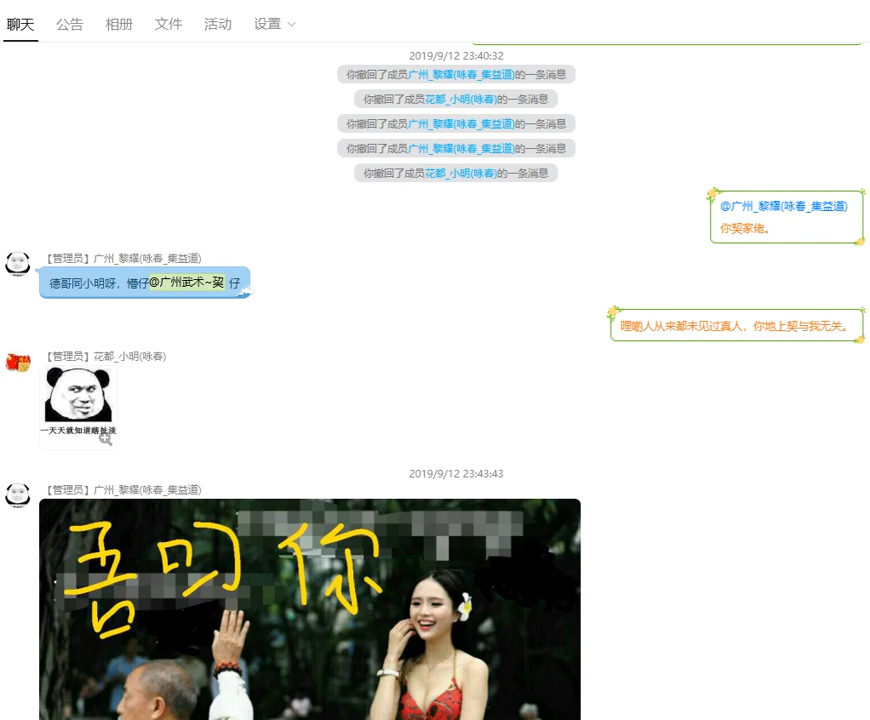 聊天 公告 相册 文件 活动 设置
2019/9/12 23:40:32
你撤回了成员广州_黎耀(咏春_集益道)的一条消息
你撤回了成员花都_小明(咏春)的一条消息
你撤回了成员广州_黎耀(咏春_集益道)的一条消息
你撤回了成员广州_黎耀(咏春_集益道)的一条消息
你撤回了成员花都_小明(咏春)的一条消息
@广州_黎耀(咏春_集益道)
你契家佬。
【管理员】广州_黎耀(咏春_集益道)
德哥同小明呀，懵仔@广州武术~契 仔
哩啲人从来都未见过真人，你地上契与我无关。
【管理员】花都_小明(咏春)
一天天就知道瞎扯淡
2019/9/12 23:43:43
【管理员】广州_黎耀(咏春_集益道)
吾叼你